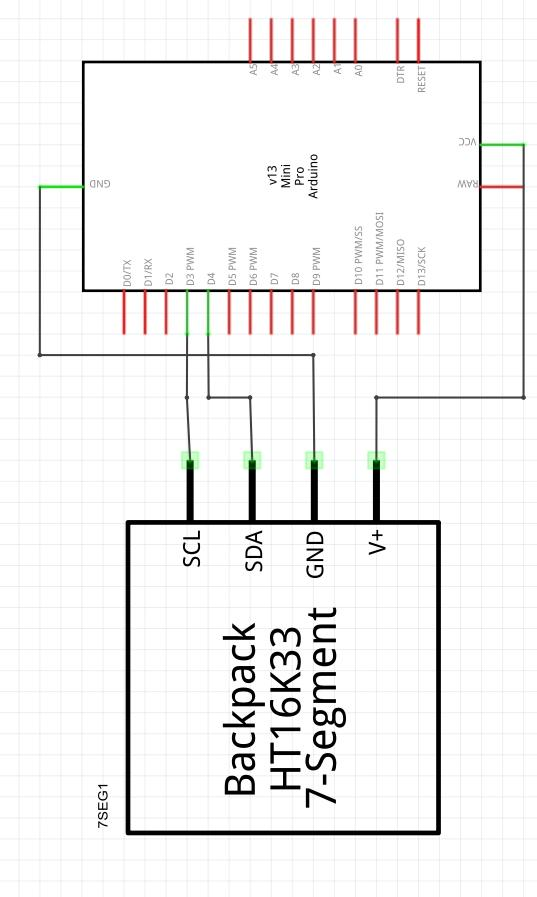 A5
A4
A3
A2
A1
A0
DTR
RESET
VCC
RAW
GND
v13
Mini
Pro
Arduino
D0/TX
D1/RX
D2
D3 PWM
D4
D5 PWM
D6 PWM
D7
D8
D9 PWM
D10 PWM/SS
D11 PWM/MOSI
D12/MISO
D13/SCK
SCL
SDA
GND
V+
Backpack
HT16K33
7-Segment
7SEG1